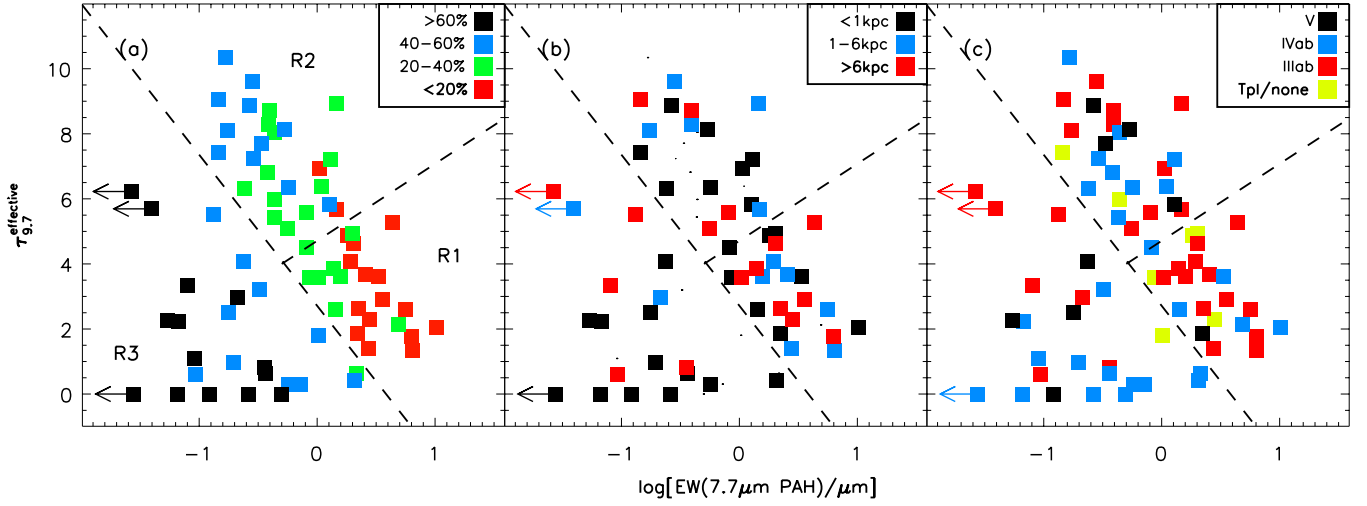 (a)
R2
R1
R3
>60%
40−60%
20−40%
<20%
(b)
<1kpc
1−6kpc
>6kpc
(c)
V
IVab
IIIab
Tpl/none
10
8
6
4
2
0
τ9.7effective
−1 0 1
−1 0 1
−1 0 1
log[EW(7.7μm PAH)/μm]